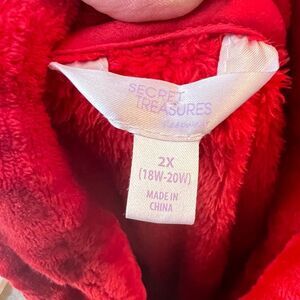 SECRET
TREASURES
2X
(18W-20W)
MADE IN
CHINA